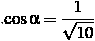 .cos α = 1/√10